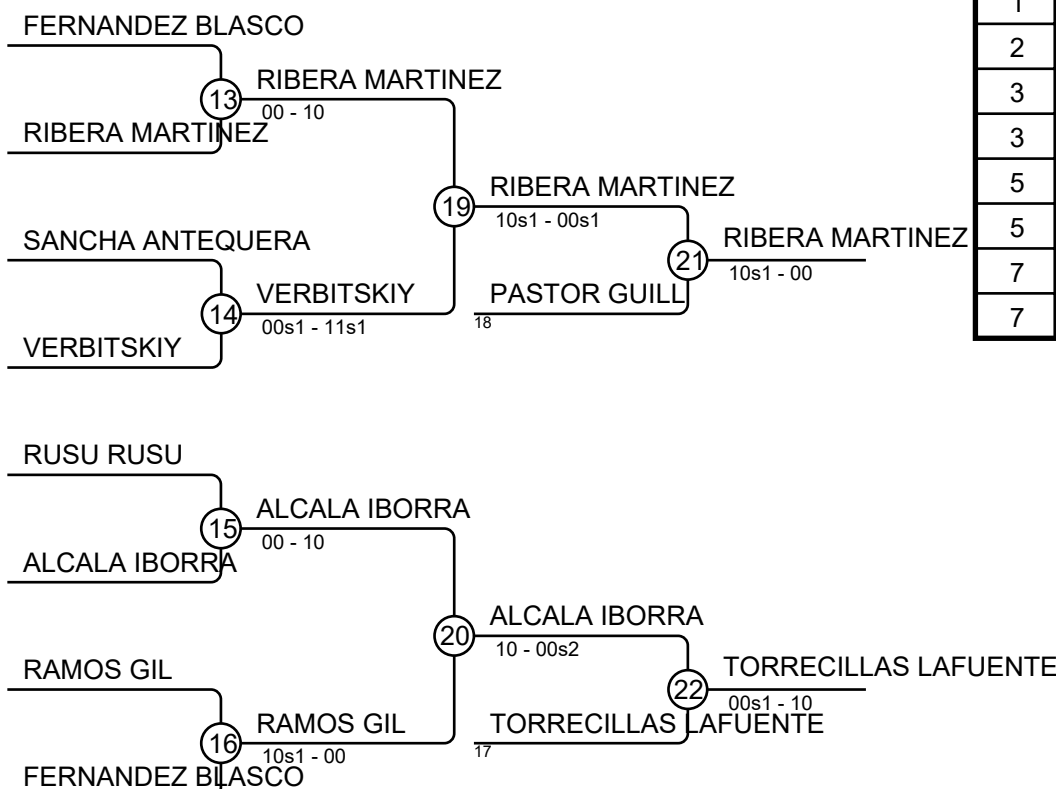 FERNANDEZ BLASCO
13
RIBERA MARTINEZ
00 - 10
RIBERA MARTINEZ
19
RIBERA MARTINEZ
10s1 - 00s1
SANCHA ANTEQUERA
14
VERBITSKIY
00s1 - 11s1
VERBITSKIY
21
RIBERA MARTINEZ
10s1 - 00
PASTOR GUILL
18
RUSU RUSU
15
ALCALA IBORRA
00 - 10
ALCALA IBORRA
20
ALCALA IBORRA
10 - 00s2
RAMOS GIL
16
RAMOS GIL
10s1 - 00
FERNANDEZ BLASCO
22
TORRECILLAS LAFUENTE
00s1 - 10
TORRECILLAS LAFUENTE
17
1
2
3
3
5
5
7
7